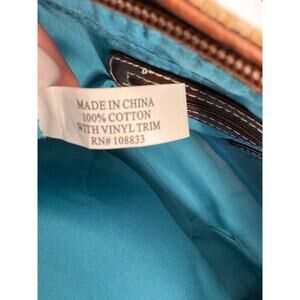 MADE IN CHINA
100% COTTON
WITH VINYL TRIM
RN# 108833